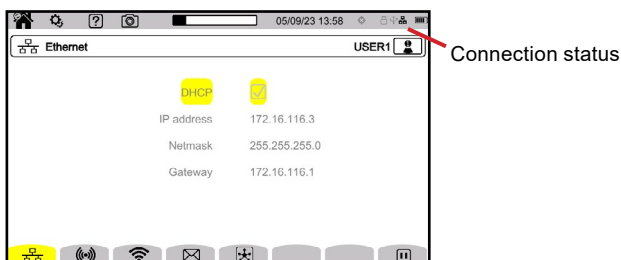 05/09/23 13:58
Ethernet USER1
Connection status
DHCP
IP address 172.16.116.3
Netmask 255.255.255.0
Gateway 172.16.116.1